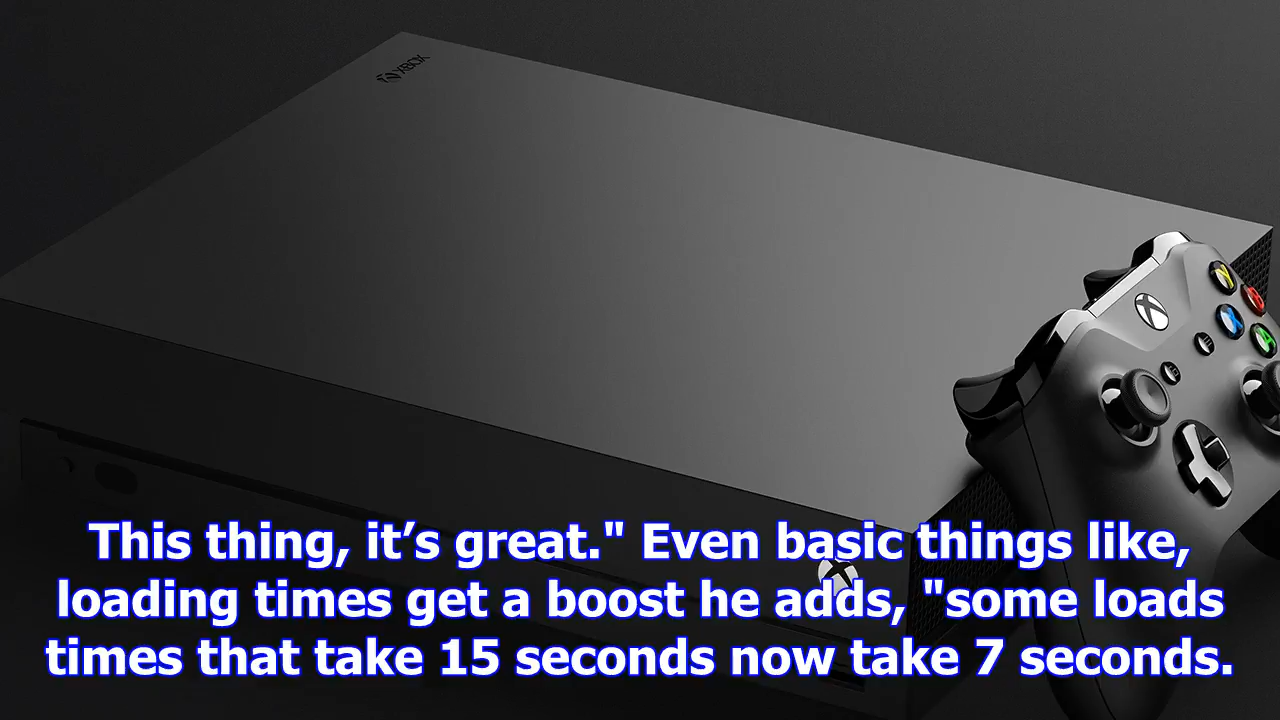 XBOX
This thing, it’s great." Even basic things like,
loading times get a boost he adds, "some loads
times that take 15 seconds now take 7 seconds.
Y
X
A